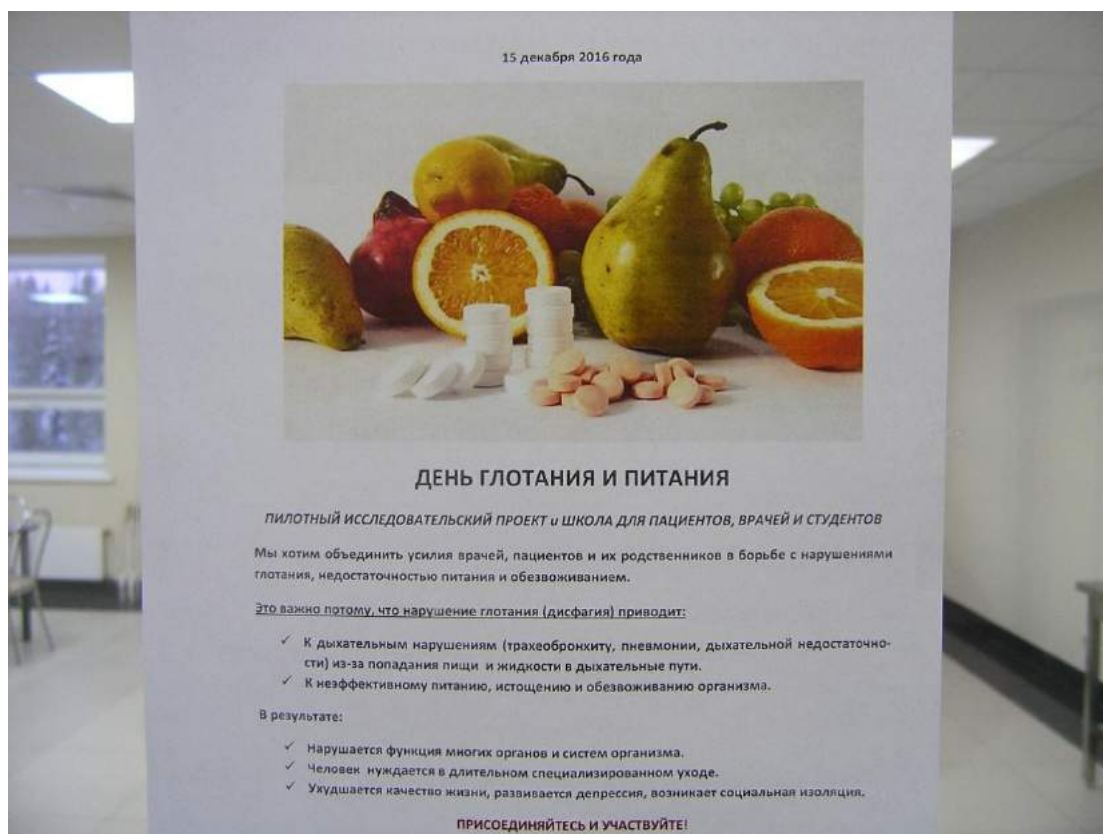 15 декабря 2016 года
ДЕНЬ ГЛОТАНИЯ И ПИТАНИЯ
ПИЛОТНЫЙ ИССЛЕДОВАТЕЛЬСКИЙ ПРОЕКТ и ШКОЛА ДЛЯ ПАЦИЕНТОВ, ВРАЧЕЙ И СТУДЕНТОВ
Мы хотим объединить усилия врачей, пациентов и их родственников в борьбе с нарушениями
глотания, недостаточностью питания и обезвоживанием.
Это важно потому, что нарушение глотания (дисфагия) приводит:
✓ К дыхательным нарушениям (трахеобронхиту, пневмонии, дыхательной недостаточно-
сти) из-за попадания пищи и жидкости в дыхательные пути.
✓ К неэффективному питанию, истощению и обезвоживанию организма.
В результате:
✓ Нарушается функция многих органов и систем организма.
✓ Человек нуждается в длительном специализированном уходе.
✓ Ухудшается качество жизни, развивается депрессия, возникает социальная изоляция.
ПРИСОЕДИНЯЙТЕСЬ И УЧАСТВУЙТЕ!